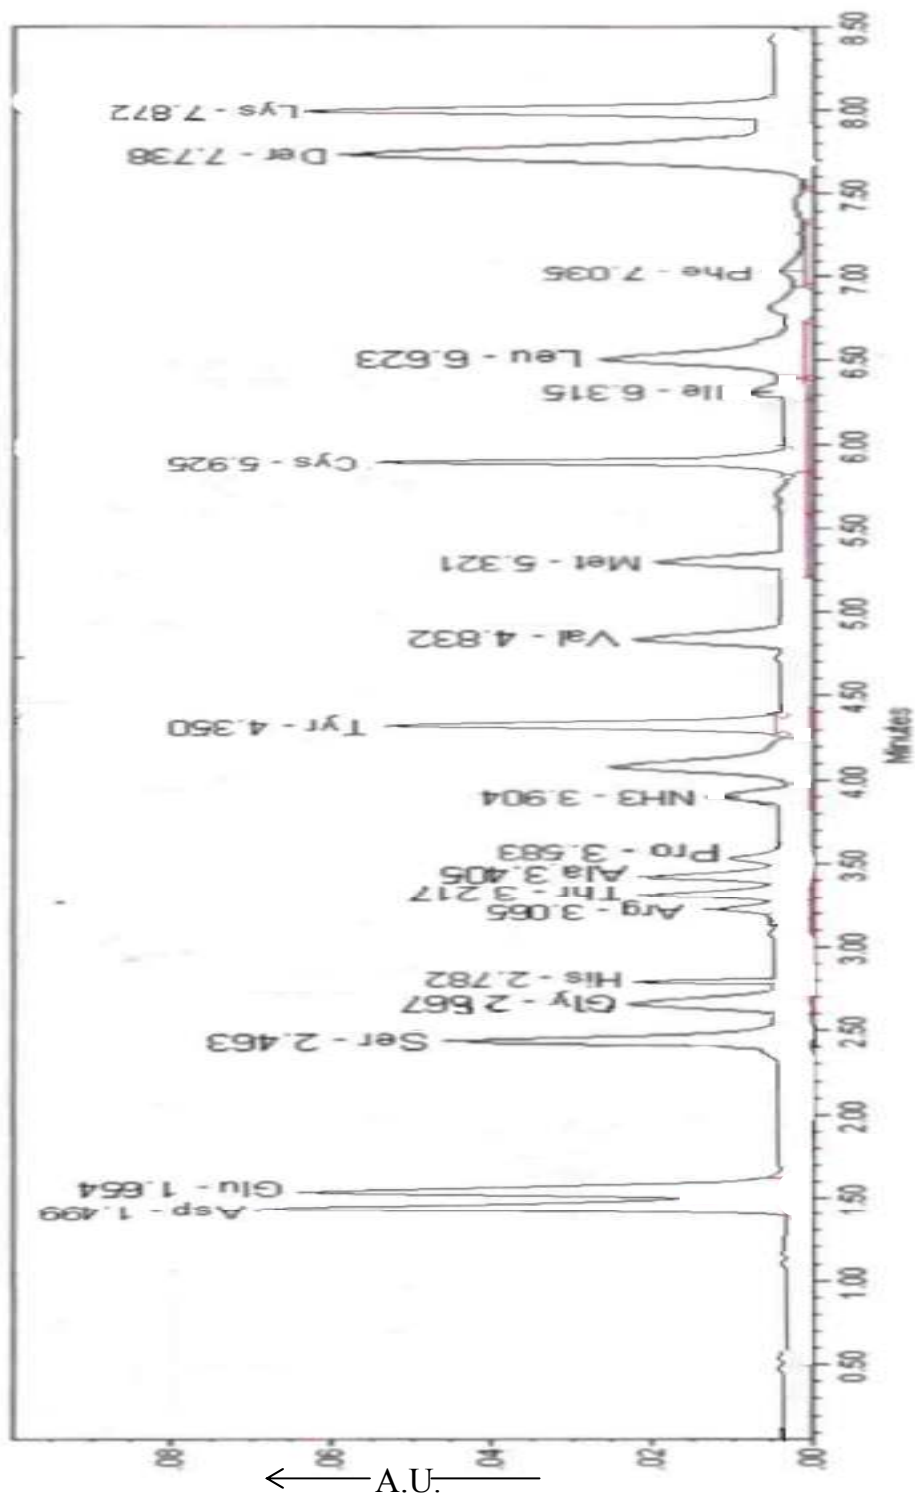 Lys - 7.872
Der - 7.738
Phe - 7.035
Leu - 6.623
Ile - 6.315
Cys - 5.925
Met - 5.321
Val - 4.832
Tyr - 4.350
NH3 - 3.904
Pro - 3.583
Ala 3.405
Thr - 3.217
Arg - 3.065
His - 2.782
Gly - 2.667
Ser - 2.463
Glu - 1.654
Asp - 1.499
8.50
8.00
7.50
7.00
6.50
6.00
5.50
5.00
4.50
4.00
3.50
3.00
2.50
2.00
1.50
1.00
0.50
Minutes
.08
.06
.04
.02
.00
A.U.